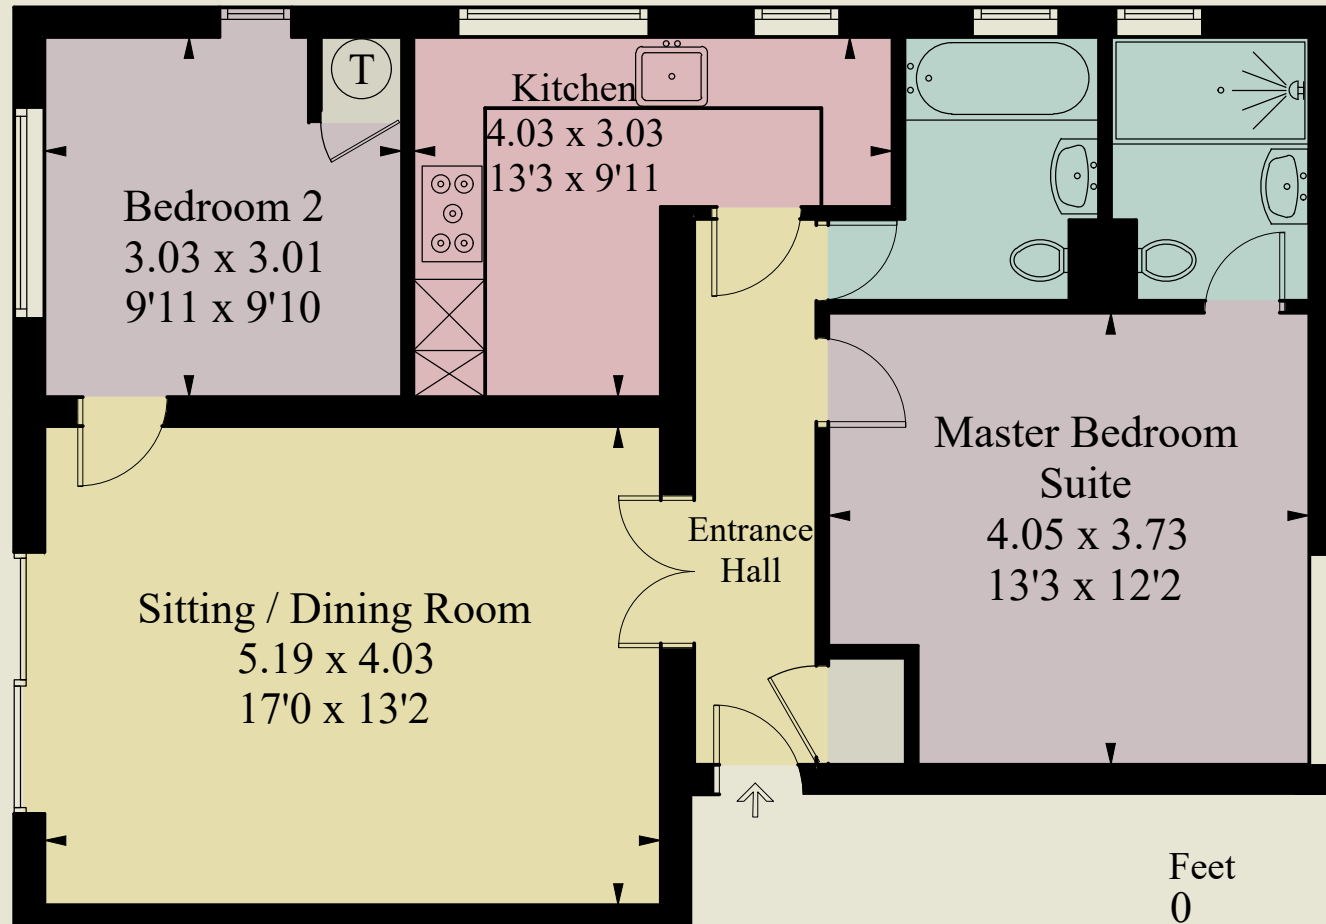 T
Kitchen
4.03 x 3.03
13'3 x 9'11
Bedroom 2
3.03 x 3.01
9'11 x 9'10
Master Bedroom
Suite
4.05 x 3.73
13'3 x 12'2
Entrance
Hall
Sitting / Dining Room
5.19 x 4.03
17'0 x 13'2
Feet
0